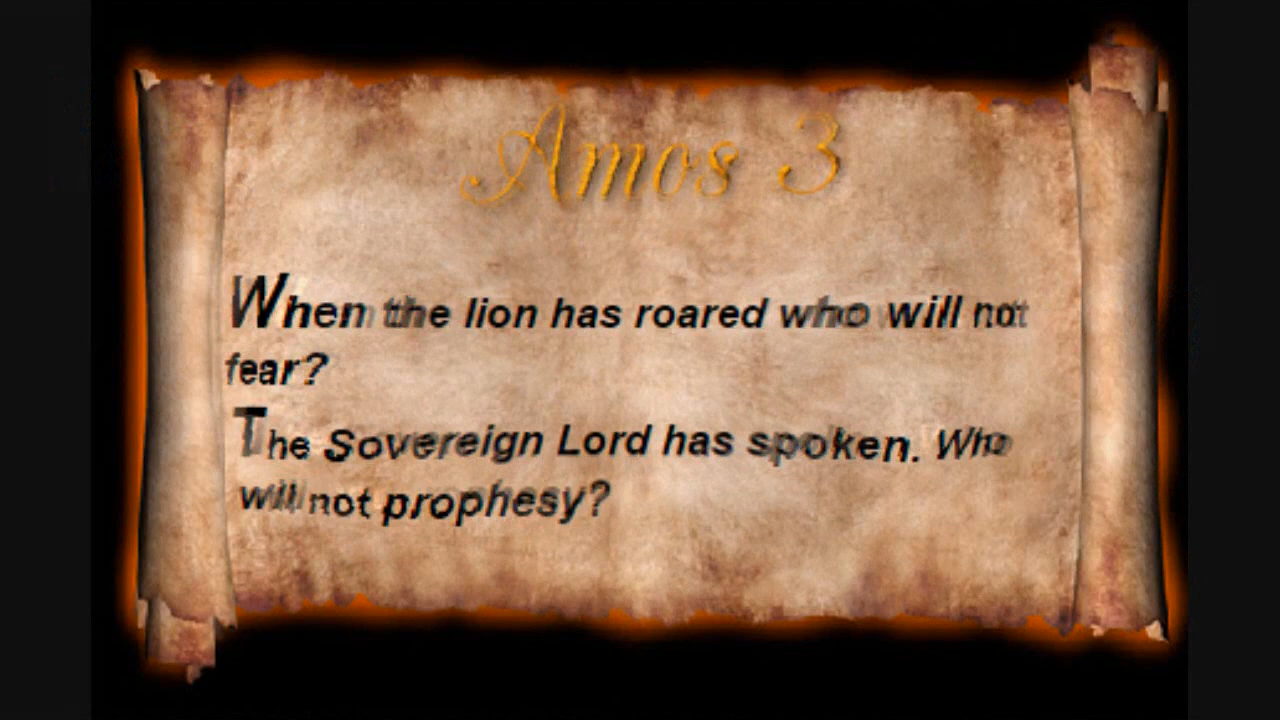 Amos 3
When the lion has roared who will not
fear?
The Sovereign Lord has spoken. Who
will not prophesy?